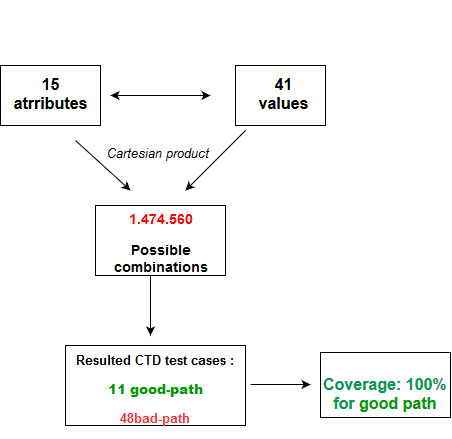 15
atrributes
41
values
Cartesian product
1.474.560
Possible
combinations
Resulted CTD test cases :
11 good-path
48bad-path
Coverage: 100%
for good path